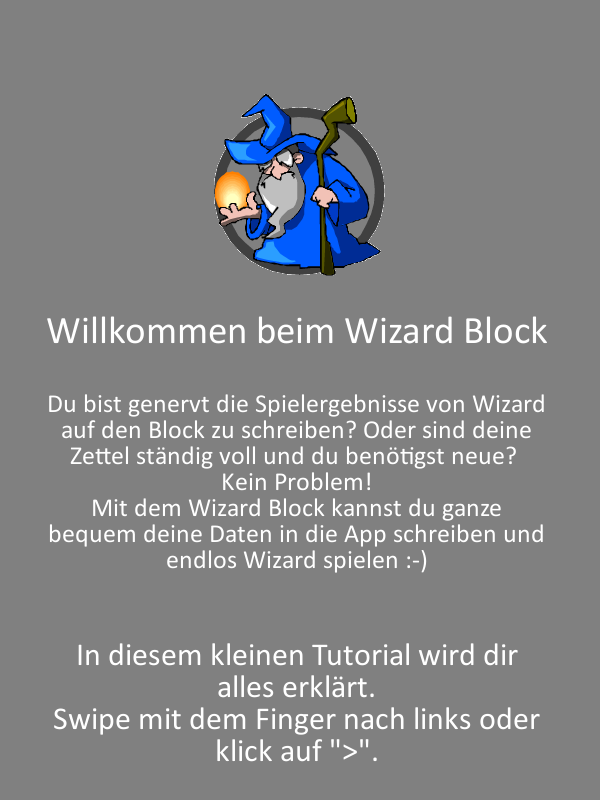 Willkommen beim Wizard Block
Du bist genervt die Spielergebnisse von Wizard
auf den Block zu schreiben? Oder sind deine
Zettel ständig voll und du benötigst neue?
Kein Problem!
Mit dem Wizard Block kannst du ganze
bequem deine Daten in die App schreiben und
endlos Wizard spielen :-)
In diesem kleinen Tutorial wird dir
alles erklärt.
Swipe mit dem Finger nach links oder
klick auf ">".